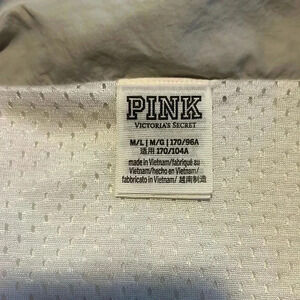 PINK
VICTORIA'S SECRET
M/L | M/G | 170/96A
适用 170/104A
made in Vietnam/fabriqué au
Vietnam/hecho en Vietnam/
fabbricato in Vietnam/ 越南制造